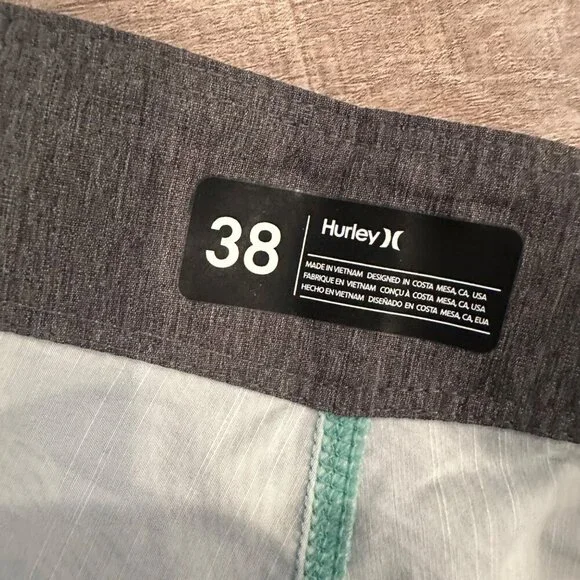 38
Hurley
MADE IN VIETNAM DESIGNED IN COSTA MESA, CA, USA
FABRIQUE EN VIETNAM CONÇU À COSTA MESA, CA, USA
HECHO EN VIETNAM DISEÑADO EN COSTA MESA, CA, EUA